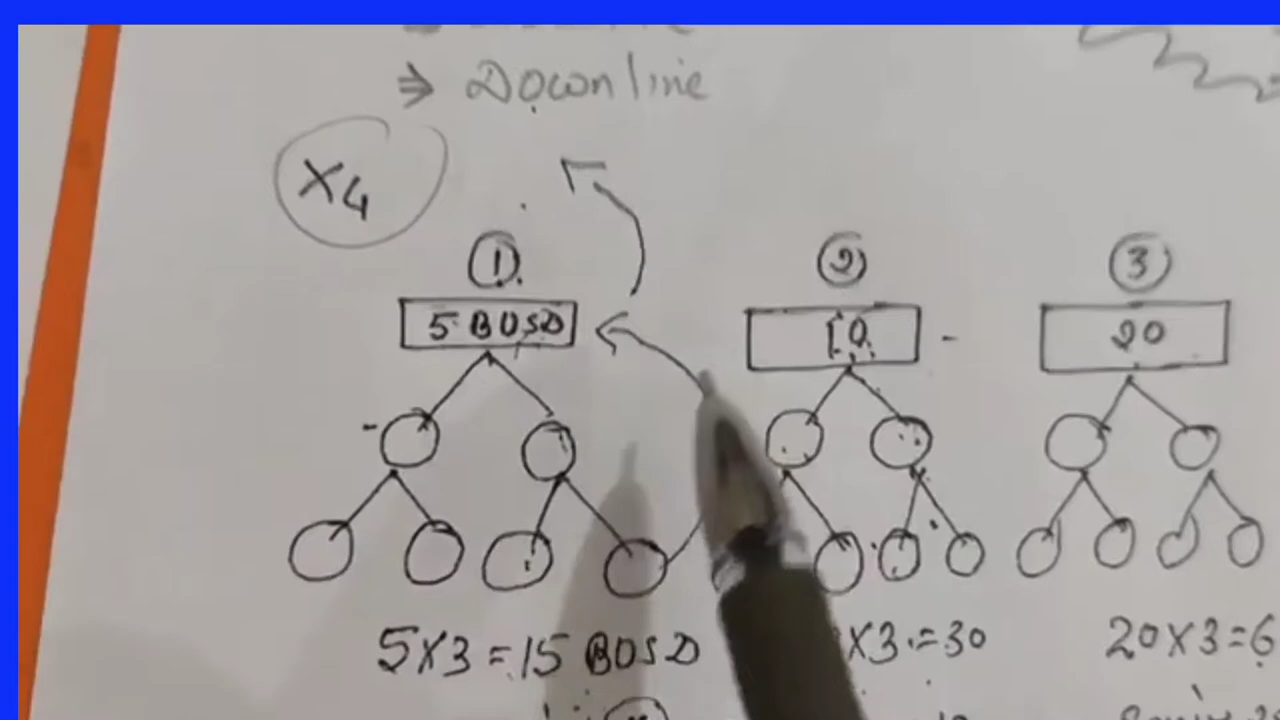 ⇒ Downline
X4
① ② ③
5 BUSD 10 20
5X3=15 BUSD X3=30 20X3=6